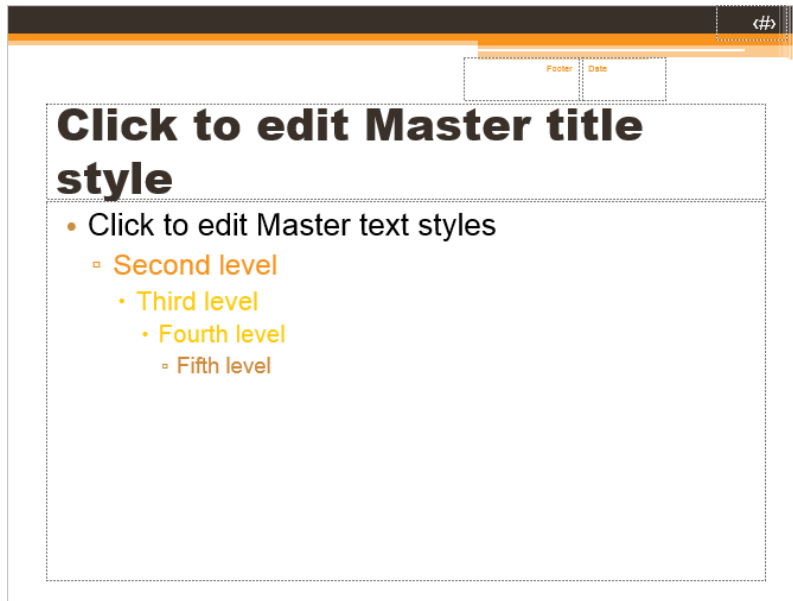 ‹#›
Footer
Date
Click to edit Master title
style
• Click to edit Master text styles
▫ Second level
• Third level
• Fourth level
▫ Fifth level